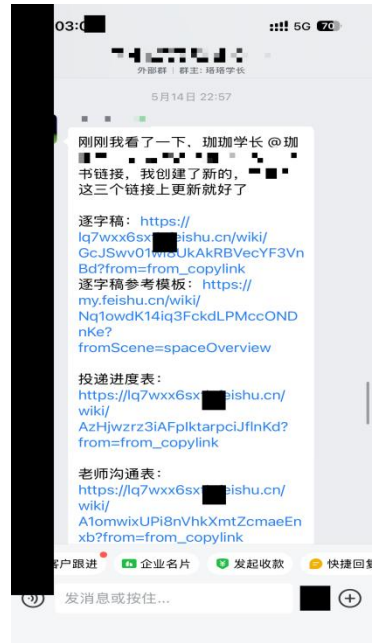 03:
5G 70
外部群 | 群主: 珺珺学长
5月14日 22:57
刚刚我看了一下，珈珈学长 @珈
书链接，我创建了新的，
这三个链接上更新就好了
逐字稿：https://
lq7wxx6sx eishu.cn/wiki/
GcJSwv01wi8UkAkRBVecYF3Vn
Bd?from=from_copylink
逐字稿参考模板：https://
my.feishu.cn/wiki/
Nq1owdK14iq3FckdLPMccOND
nKe?
fromScene=spaceOverview
投递进度表：
https://lq7wxx6sx eishu.cn/
wiki/
AzHjwzrz3iAFplktarpciJflnKd?
from=from_copylink
老师沟通表：
https://lq7wxx6sx eishu.cn/
wiki/
A1omwixUPi8nVhkXmtZcmaEn
xb?from=from_copylink
客户跟进 企业名片 发起收款 快捷回复
发消息或按住...